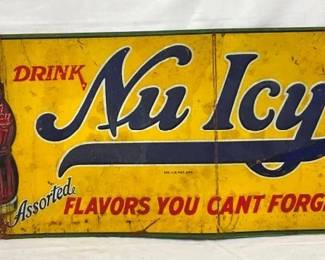 DRINK
Nu Icy
Assorted
FLAVORS YOU CANT FORG